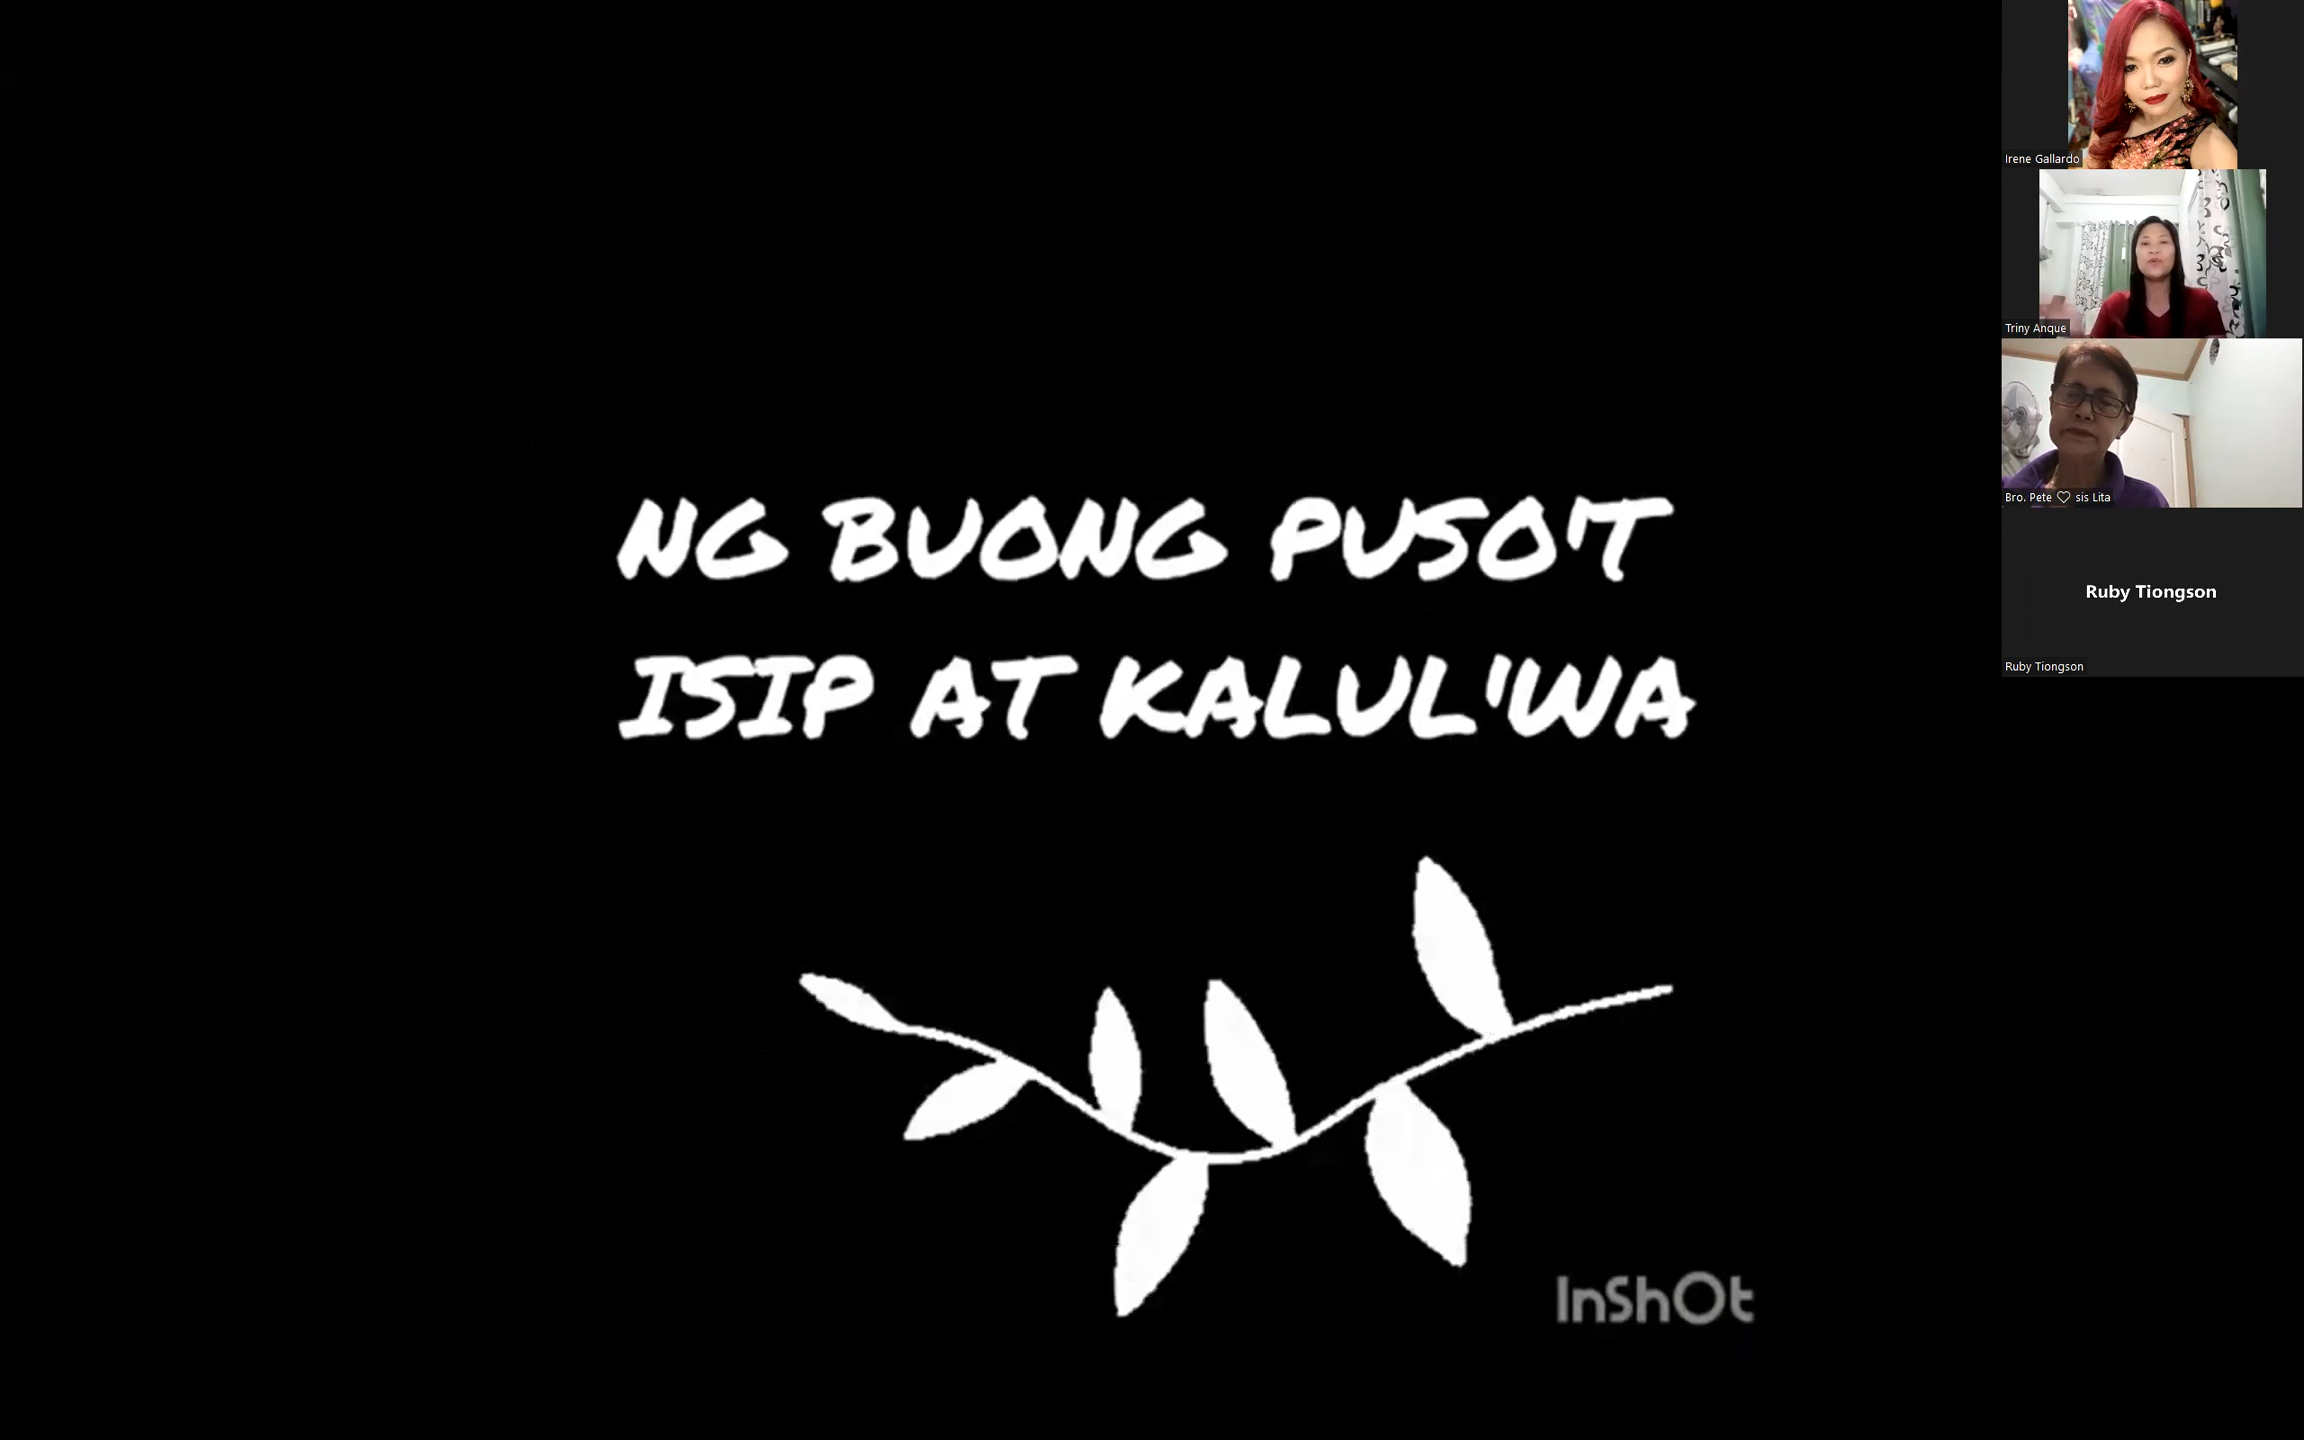 NG BUONG PUSO'T
ISIP AT KALUL'WA
InShOt
Irene Gallardo
Triny Anque
Bro. Pete ♡ sis Lita
Ruby Tiongson
Ruby Tiongson